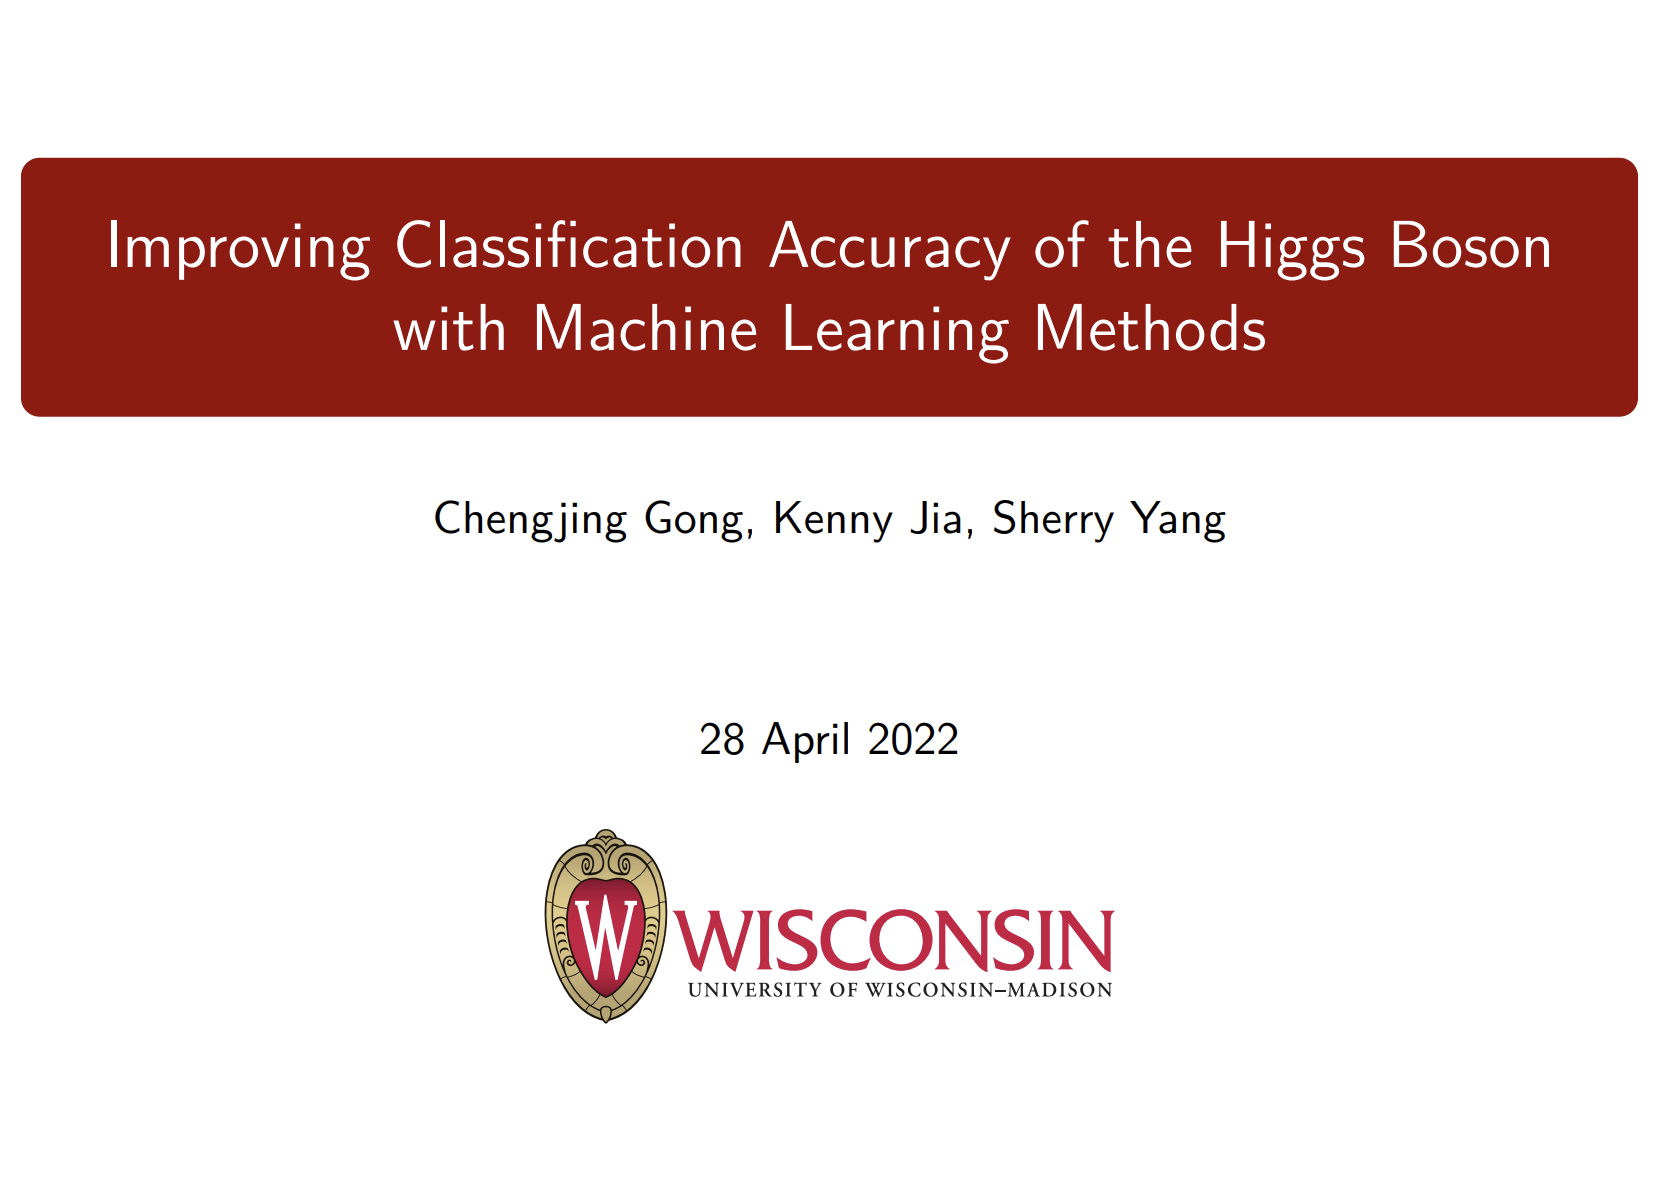 Improving Classification Accuracy of the Higgs Boson
with Machine Learning Methods
Chengjing Gong, Kenny Jia, Sherry Yang
28 April 2022
W
WISCONSIN
UNIVERSITY OF WISCONSIN–MADISON